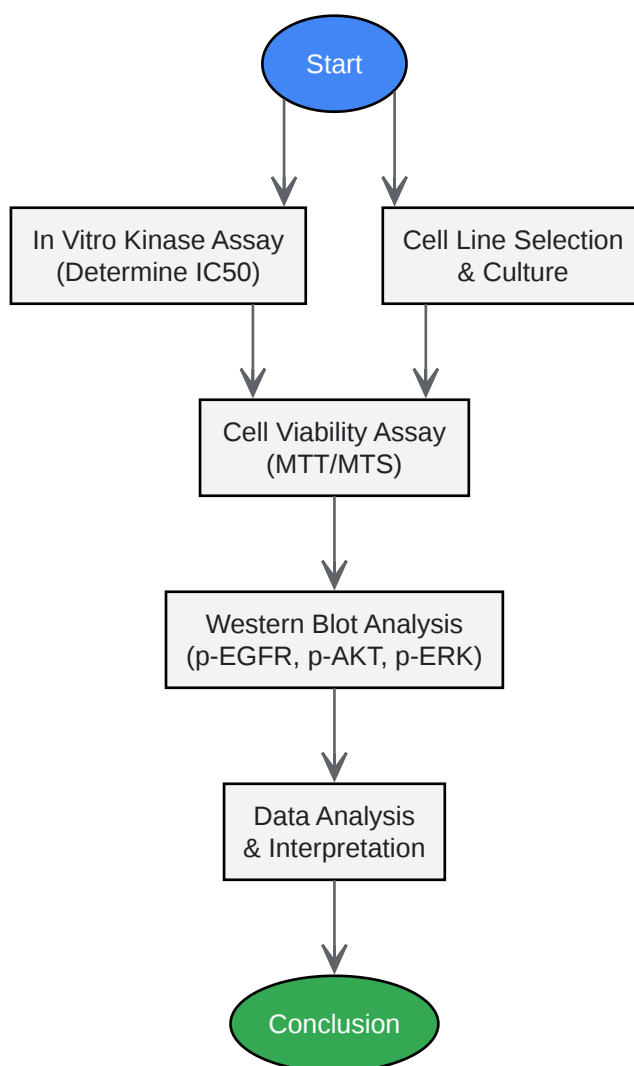 Start
In Vitro Kinase Assay
(Determine IC50)
Cell Line Selection
& Culture
Cell Viability Assay
(MTT/MTS)
Western Blot Analysis
(p-EGFR, p-AKT, p-ERK)
Data Analysis
& Interpretation
Conclusion